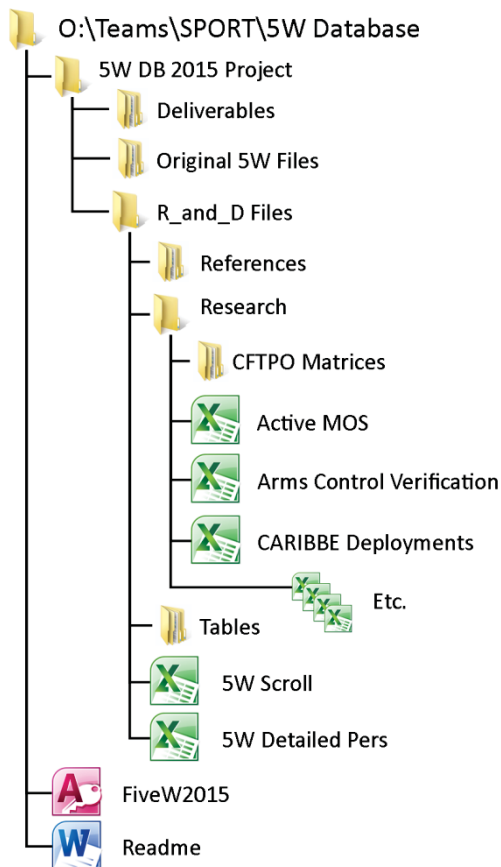 O:\Teams\SPORT\5W Database
5W DB 2015 Project
Deliverables
Original 5W Files
R_and_D Files
References
Research
CFTPO Matrices
Active MOS
Arms Control Verification
CARIBBE Deployments
Etc.
Tables
5W Scroll
5W Detailed Pers
FiveW2015
Readme